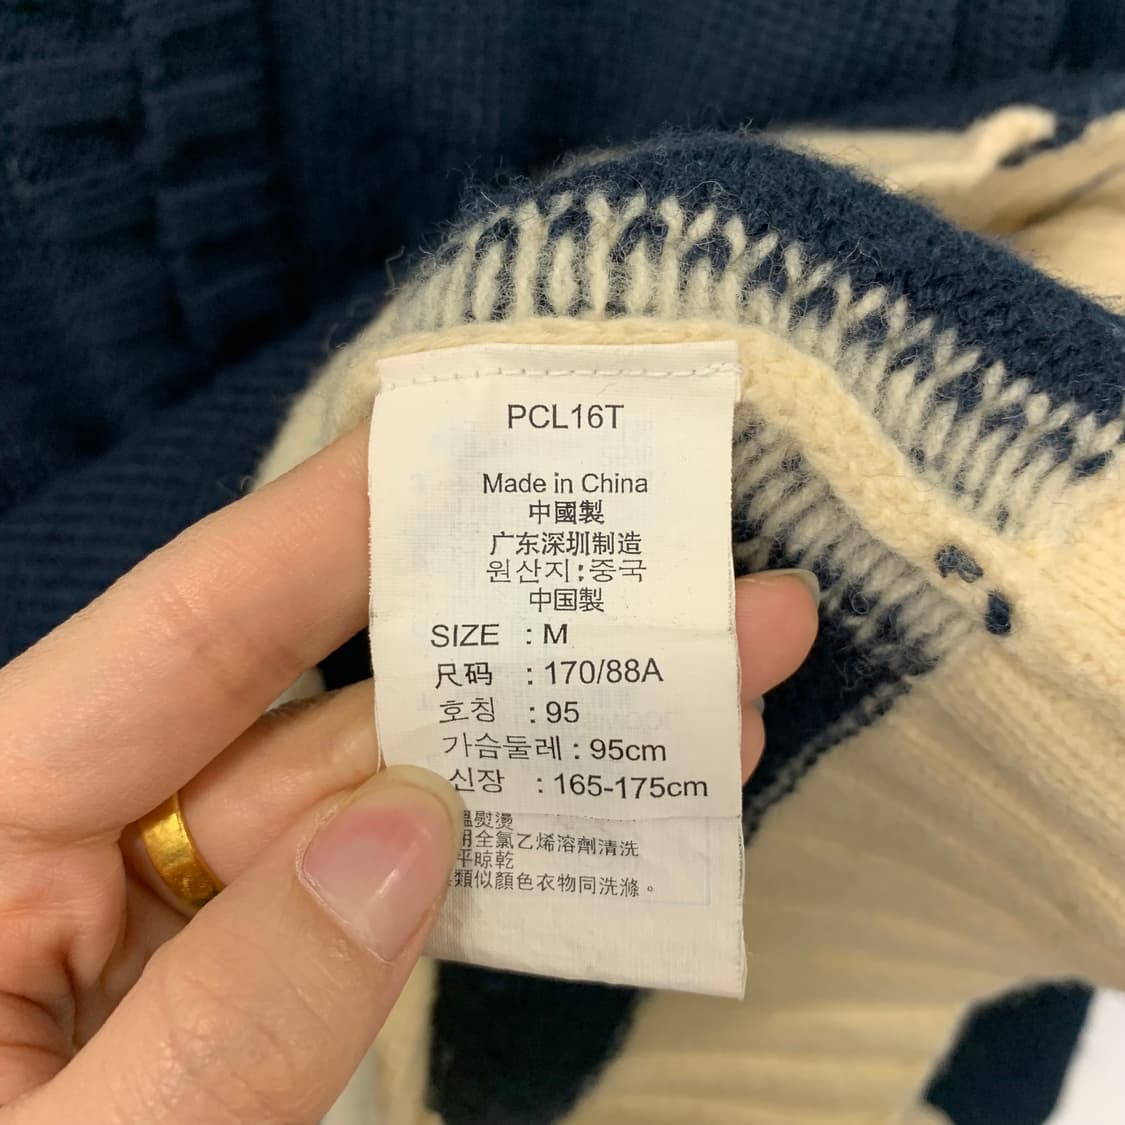 PCL16T
Made in China
中國製
广东深圳制造
원산지:중국
中国製
SIZE : M
尺码 : 170/88A
호칭 : 95
가슴둘레 : 95cm
신장 : 165-175cm
熨燙
用全氯乙烯溶劑清洗
平晾乾
類似顏色衣物同洗滌。